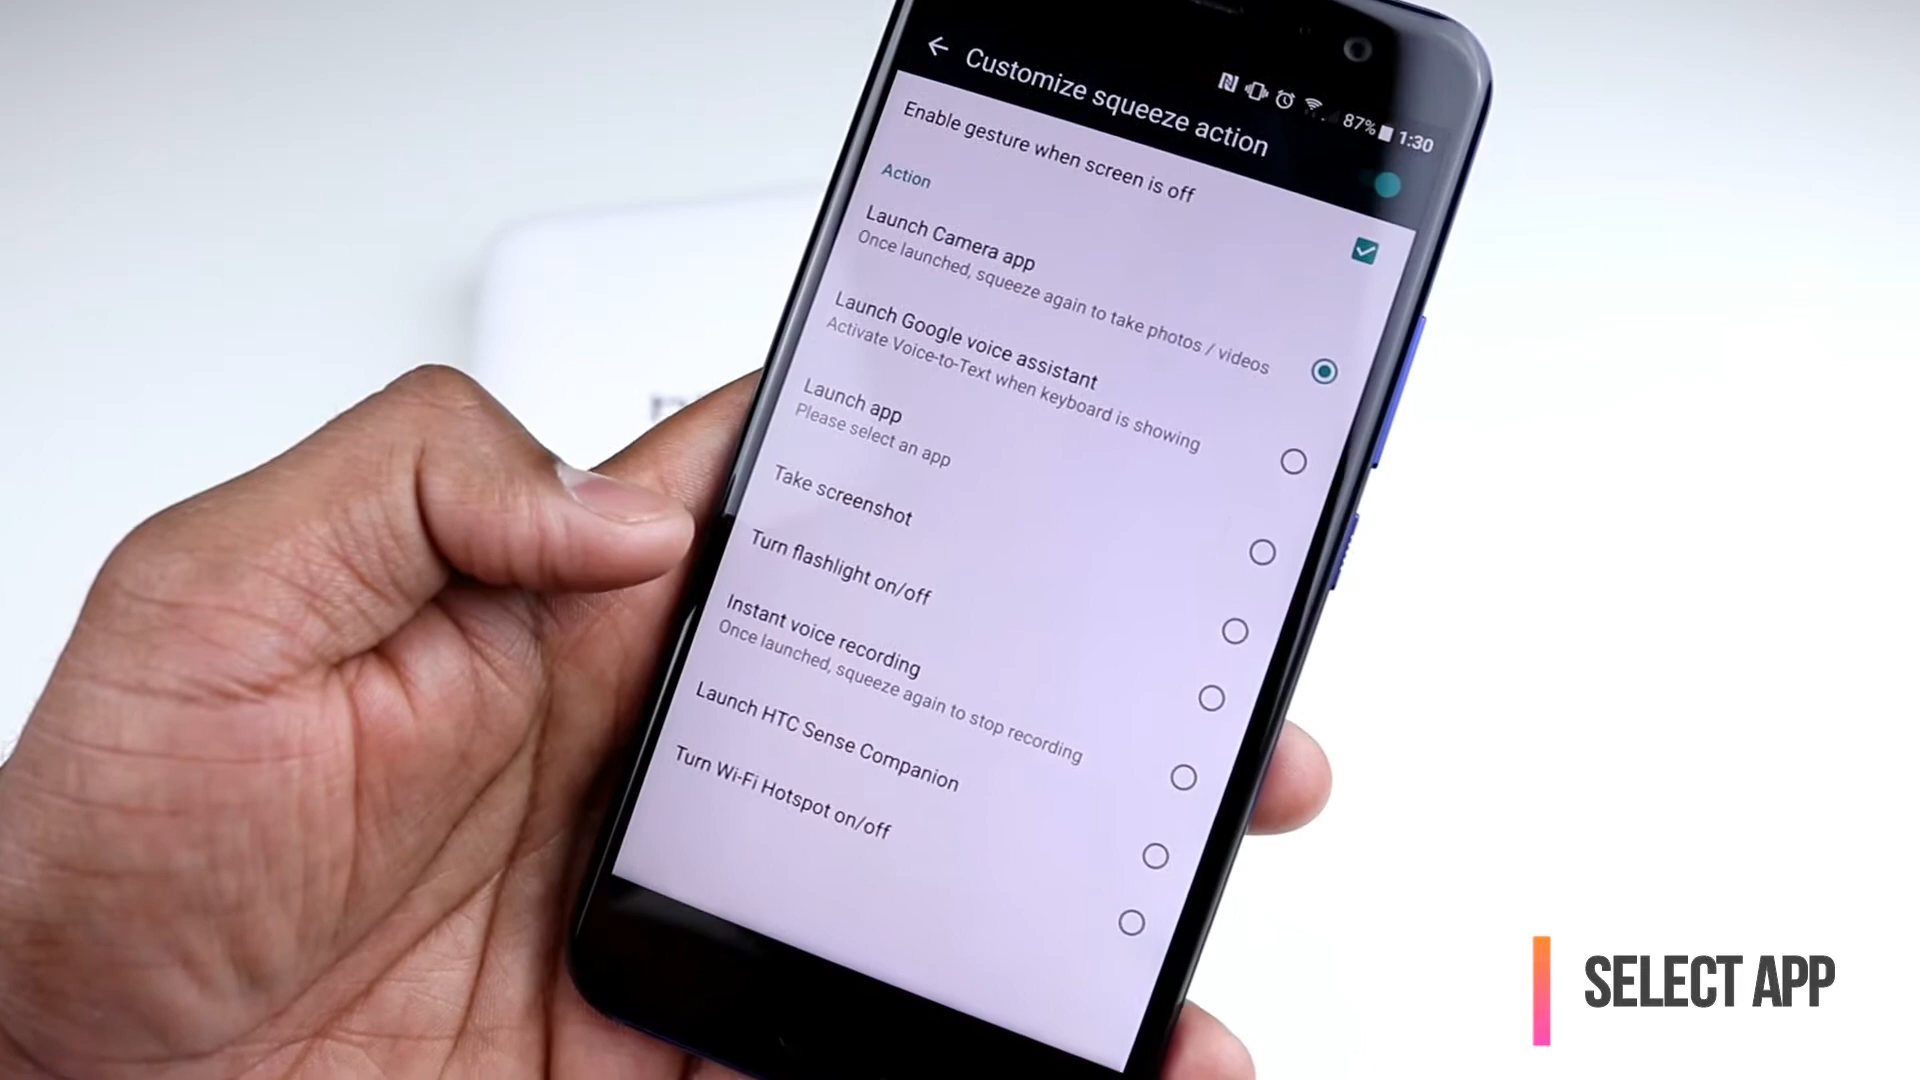 87% 1:30
Customize squeeze action
Enable gesture when screen is off
Action
Launch Camera app
Once launched, squeeze again to take photos / videos
Launch Google voice assistant
Activate Voice-to-Text when keyboard is showing
Launch app
Please select an app
Take screenshot
Turn flashlight on/off
Instant voice recording
Once launched, squeeze again to stop recording
Launch HTC Sense Companion
Turn Wi-Fi Hotspot on/off
SELECT APP